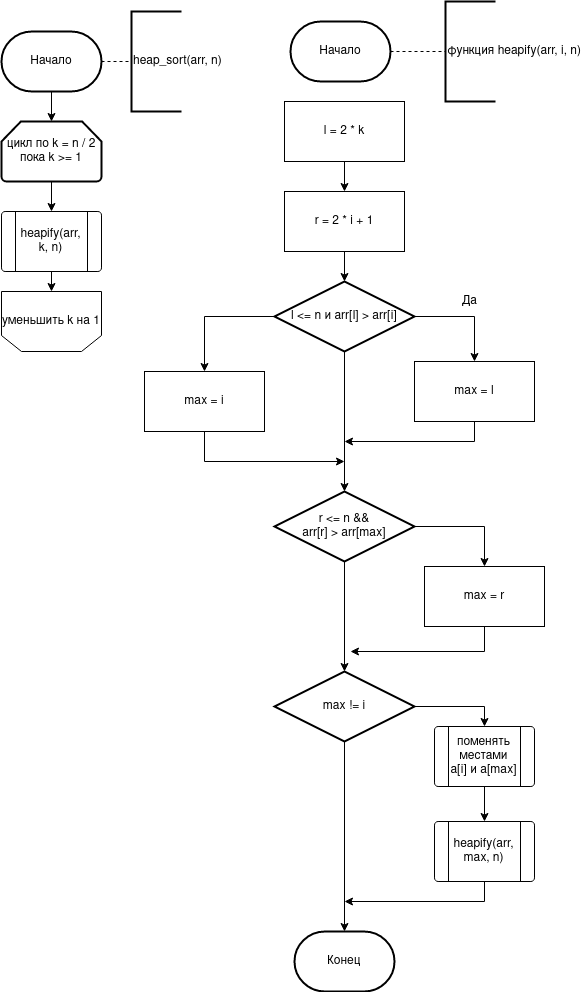 Начало
heap_sort(arr, n)
цикл по k = n / 2
пока k >= 1
heapify(arr,
k, n)
уменьшить k на 1
Начало
функция heapify(arr, i, n)
l = 2 * k
r = 2 * i + 1
l <= n и arr[l] > arr[i]
Да
max = i
max = l
r <= n &&
arr[r] > arr[max]
max = r
max != i
поменять
местами
a[i] и a[max]
heapify(arr,
max, n)
Конец